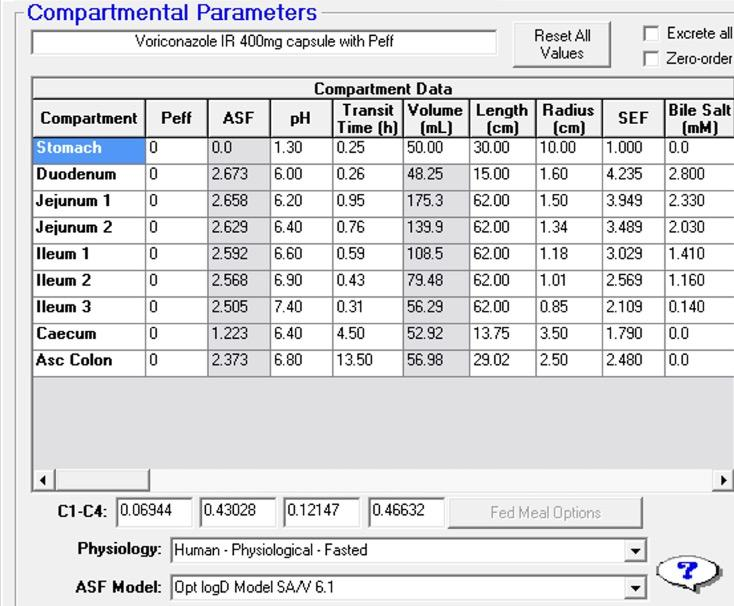 Compartmental Parameters
Voriconazole IR 400mg capsule with Peff
Reset All Values
Excrete all
Zero-order
Compartment Data
Compartment Peff ASF pH Transit Time (h) Volume (mL) Length (cm) Radius (cm) SEF Bile Salt (mM)
Stomach 0 0.0 1.30 0.25 50.00 30.00 10.00 1.000 0.0
Duodenum 0 2.673 6.00 0.26 48.25 15.00 1.60 4.235 2.800
Jejunum 1 0 2.658 6.20 0.95 175.3 62.00 1.50 3.949 2.330
Jejunum 2 0 2.629 6.40 0.76 139.9 62.00 1.34 3.489 2.030
Ileum 1 0 2.592 6.60 0.59 108.5 62.00 1.18 3.029 1.410
Ileum 2 0 2.568 6.90 0.43 79.48 62.00 1.01 2.569 1.160
Ileum 3 0 2.505 7.40 0.31 56.29 62.00 0.85 2.109 0.140
Caecum 0 1.223 6.40 4.50 52.92 13.75 3.50 1.790 0.0
Asc Colon 0 2.373 6.80 13.50 56.98 29.02 2.50 2.480 0.0
C1-C4: 0.06944 0.43028 0.12147 0.46632 Fed Meal Options
Physiology: Human - Physiological - Fasted
ASF Model: Opt logD Model SA/V 6.1
?